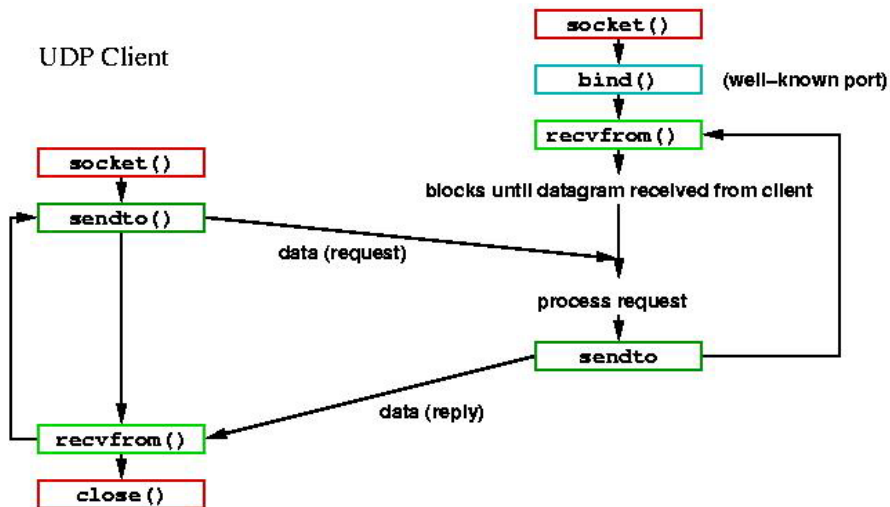 socket()
UDP Client
bind()
(well-known port)
recvfrom()
socket()
blocks until datagram received from client
sendto()
data (request)
process request
sendto
data (reply)
recvfrom()
close()